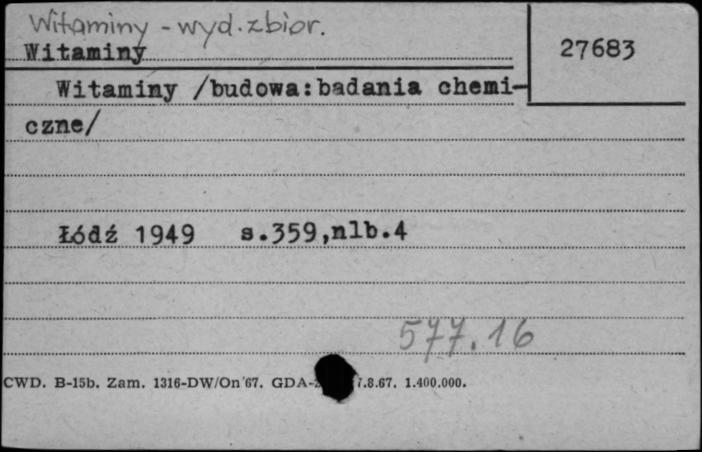 Witaminy - wyd. zbior.
Witaminy
27683
Witaminy /budowa:badania chemi-
czne/
Łódź 1949 s.359,nlb.4
577.16
CWD. B-15b. Zam. 1316-DW/On 67. GDA- 7.8.67. 1.400.000.